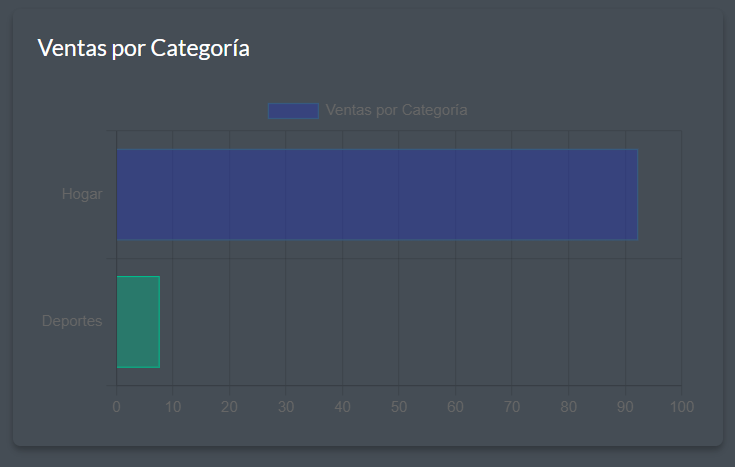 Ventas por Categoría
Ventas por Categoría
Hogar
Deportes
0 10 20 30 40 50 60 70 80 90 100